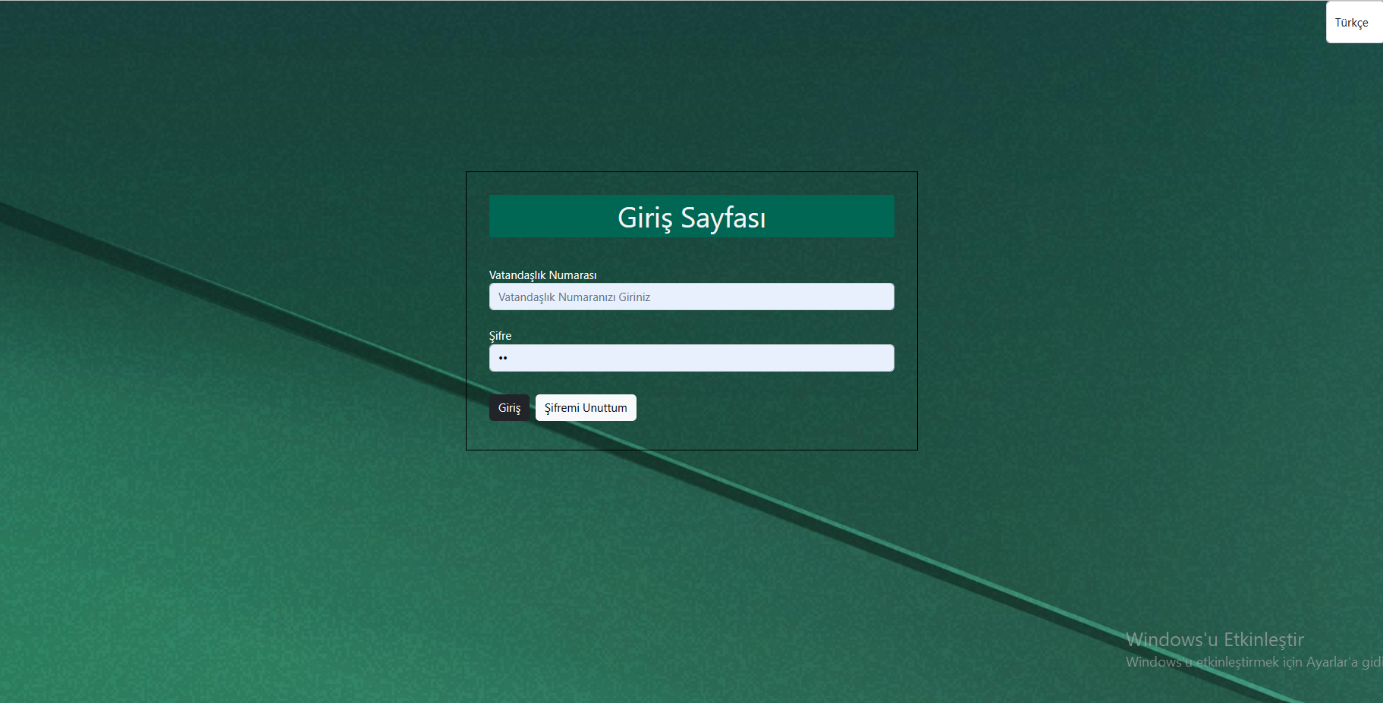 Türkçe
Giriş Sayfası
Vatandaşlık Numarası
Vatandaşlık Numaranızı Giriniz
Şifre
••
Giriş Şifremi Unuttum
Windows'u Etkinleştir
Windows'u etkinleştirmek için Ayarlar'a gidi